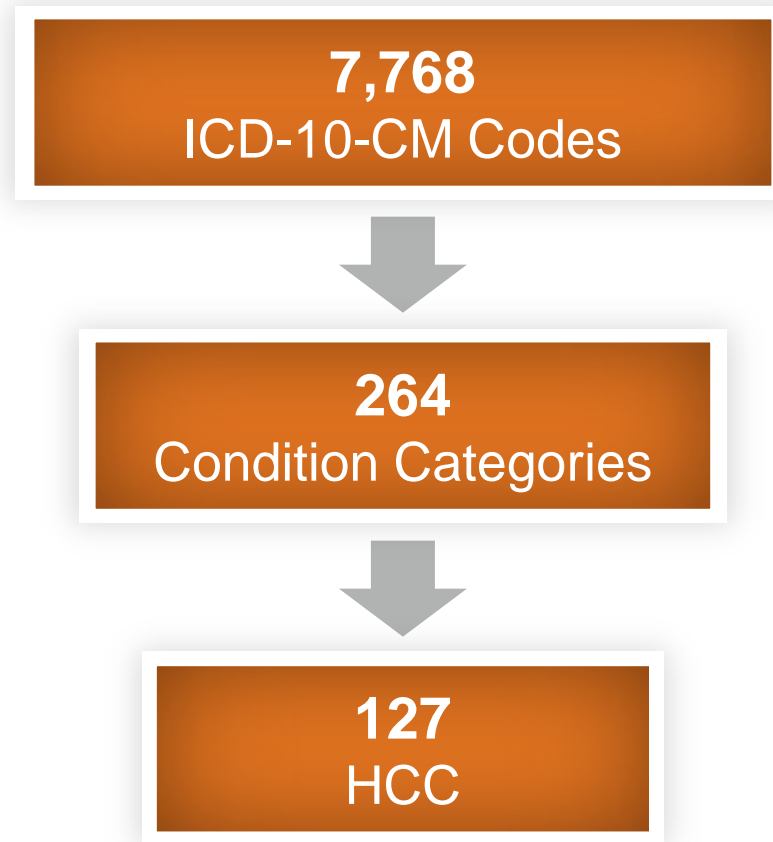 7,768
ICD-10-CM Codes
264
Condition Categories
127
HCC